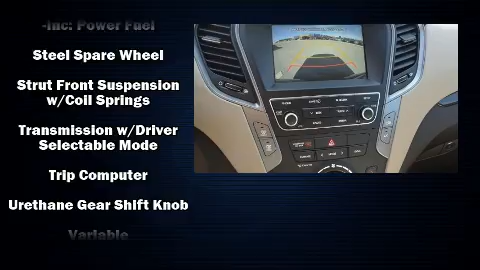 -inc: Power Fuel
Steel Spare Wheel
Strut Front Suspension
w/Coil Springs
Transmission w/Driver
Selectable Mode
Trip Computer
Urethane Gear Shift Knob
Variable